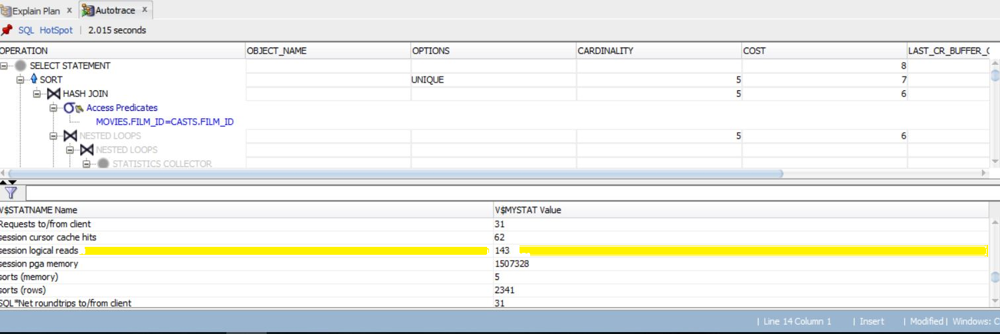 Explain Plan x Autotrace x
SQL HotSpot | 2.015 seconds
OPERATION OBJECT_NAME OPTIONS CARDINALITY COST LAST_CR_BUFFER_G
SELECT STATEMENT 8
SORT UNIQUE 5 7
HASH JOIN 5 6
Access Predicates
MOVIES.FILM_ID=CASTS.FILM_ID
NESTED LOOPS 5 6
NESTED LOOPS
STATISTICS COLLECTOR
V$STATNAME Name V$MYSTAT Value
Requests to/from client 31
session cursor cache hits 62
session logical reads 143
session pga memory 1507328
sorts (memory) 5
sorts (rows) 2341
SQL*Net roundtrips to/from client 31
| Line 14 Column 1 | Insert | Modified | Windows: C